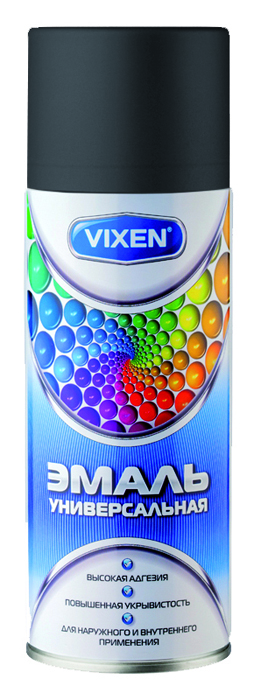 VIXEN®
ЭМАЛЬ
УНИВЕРСАЛЬНАЯ
ВЫСОКАЯ АДГЕЗИЯ
ПОВЫШЕННАЯ УКРЫВИСТОСТЬ
ДЛЯ НАРУЖНОГО И ВНУТРЕННЕГО
ПРИМЕНЕНИЯ